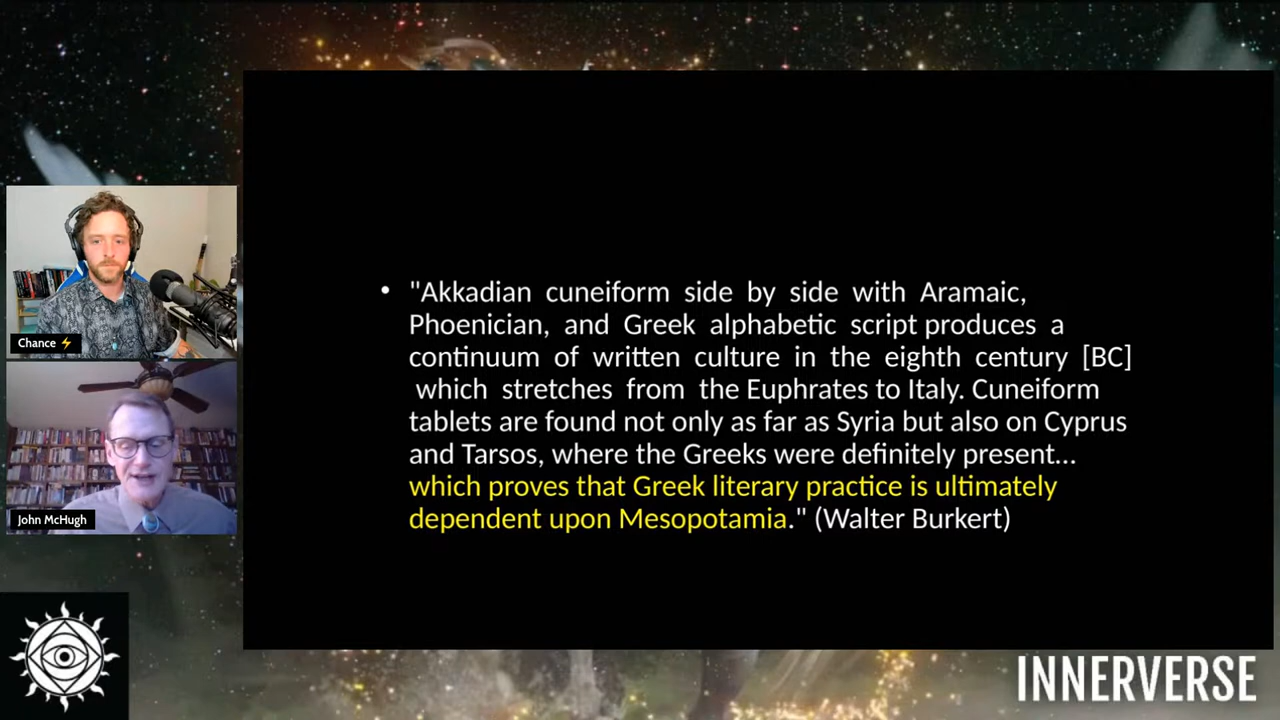 • "Akkadian cuneiform side by side with Aramaic,
Phoenician, and Greek alphabetic script produces a
continuum of written culture in the eighth century [BC]
which stretches from the Euphrates to Italy. Cuneiform
tablets are found not only as far as Syria but also on Cyprus
and Tarsos, where the Greeks were definitely present...
which proves that Greek literary practice is ultimately
dependent upon Mesopotamia." (Walter Burkert)
Chance ⚡
John McHugh
INNERVERSE